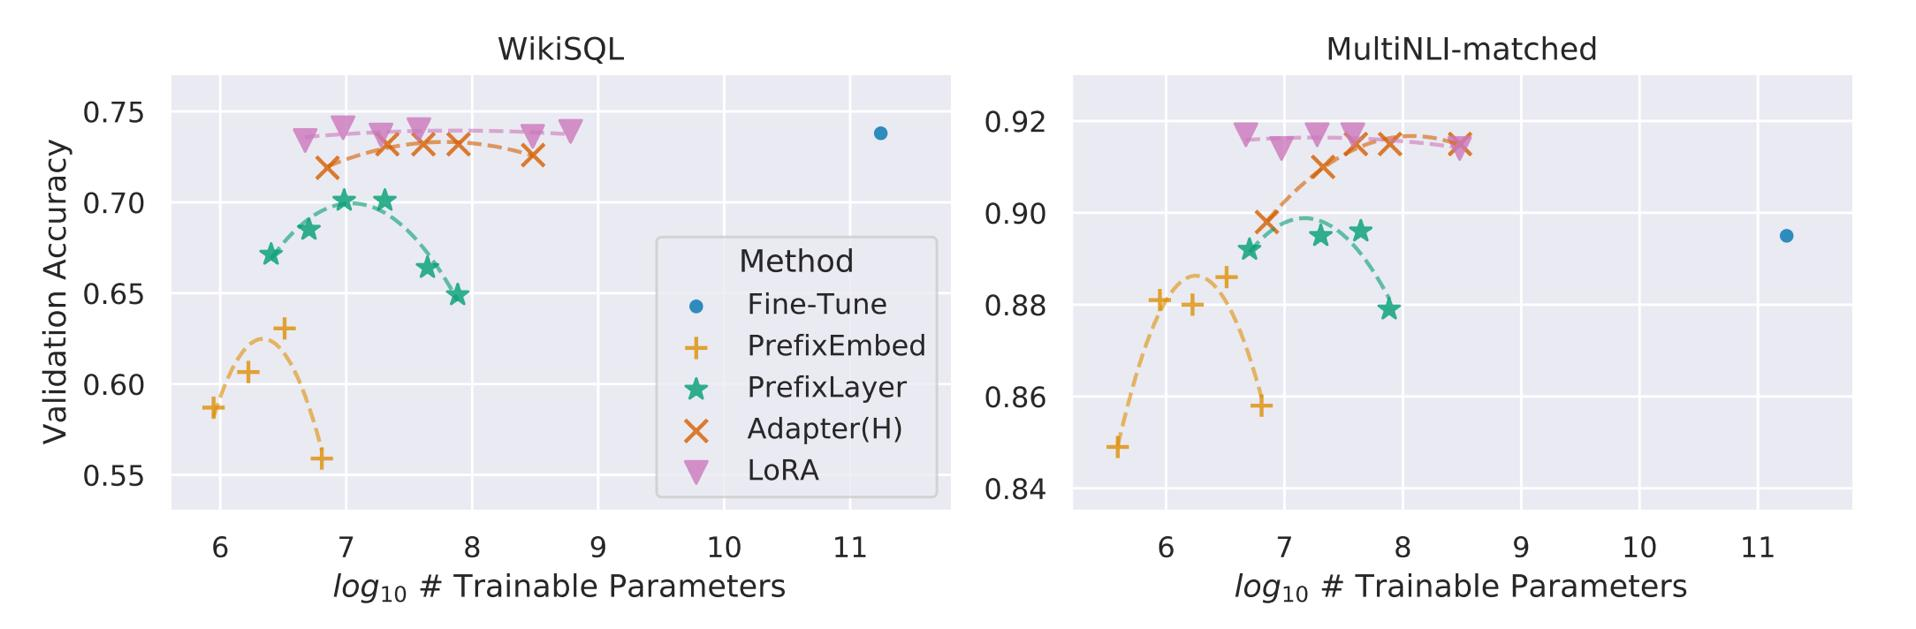 WikiSQL
Validation Accuracy
0.75
0.70
0.65
0.60
0.55
6 7 8 9 10 11
log10 # Trainable Parameters
Method
Fine-Tune
PrefixEmbed
PrefixLayer
Adapter(H)
LoRA
MultiNLI-matched
0.92
0.90
0.88
0.86
0.84
6 7 8 9 10 11
log10 # Trainable Parameters